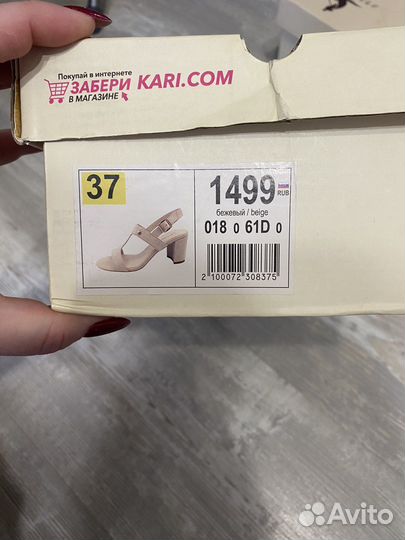 Покупай в интернете
ЗАБЕРИ KARI.COM
В МАГАЗИНЕ
37
1499 RUB
бежевый / beige
018 0 61D 0
2 100072 308375
Avito